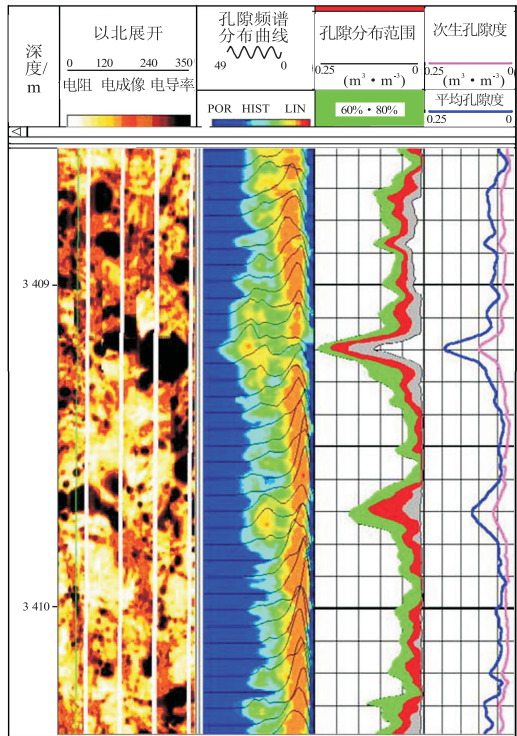 深
度/
m
以北展开
0 120 240 350
电阻 电成像 电导率
孔隙频谱
分布曲线
49 0
POR HIST LIN
孔隙分布范围
0.25 0
(m³·m⁻³)
60%·80%
次生孔隙度
0.25 0
(m³·m⁻³)
平均孔隙度
0.25 0
3 409
3 410